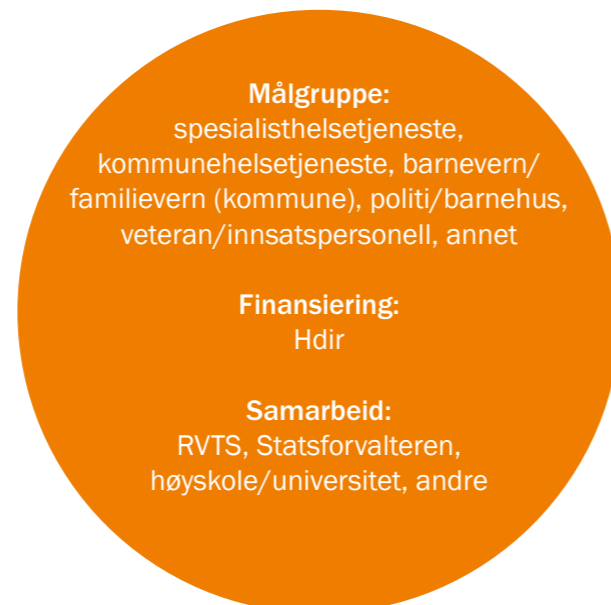 Målgruppe:
spesialisthelsetjeneste,
kommunehelsetjeneste, barnevern/
familievern (kommune), politi/barnehus,
veteran/innsatspersonell, annet
Finansiering:
Hdir
Samarbeid:
RVTS, Statsforvalteren,
høyskole/universitet, andre